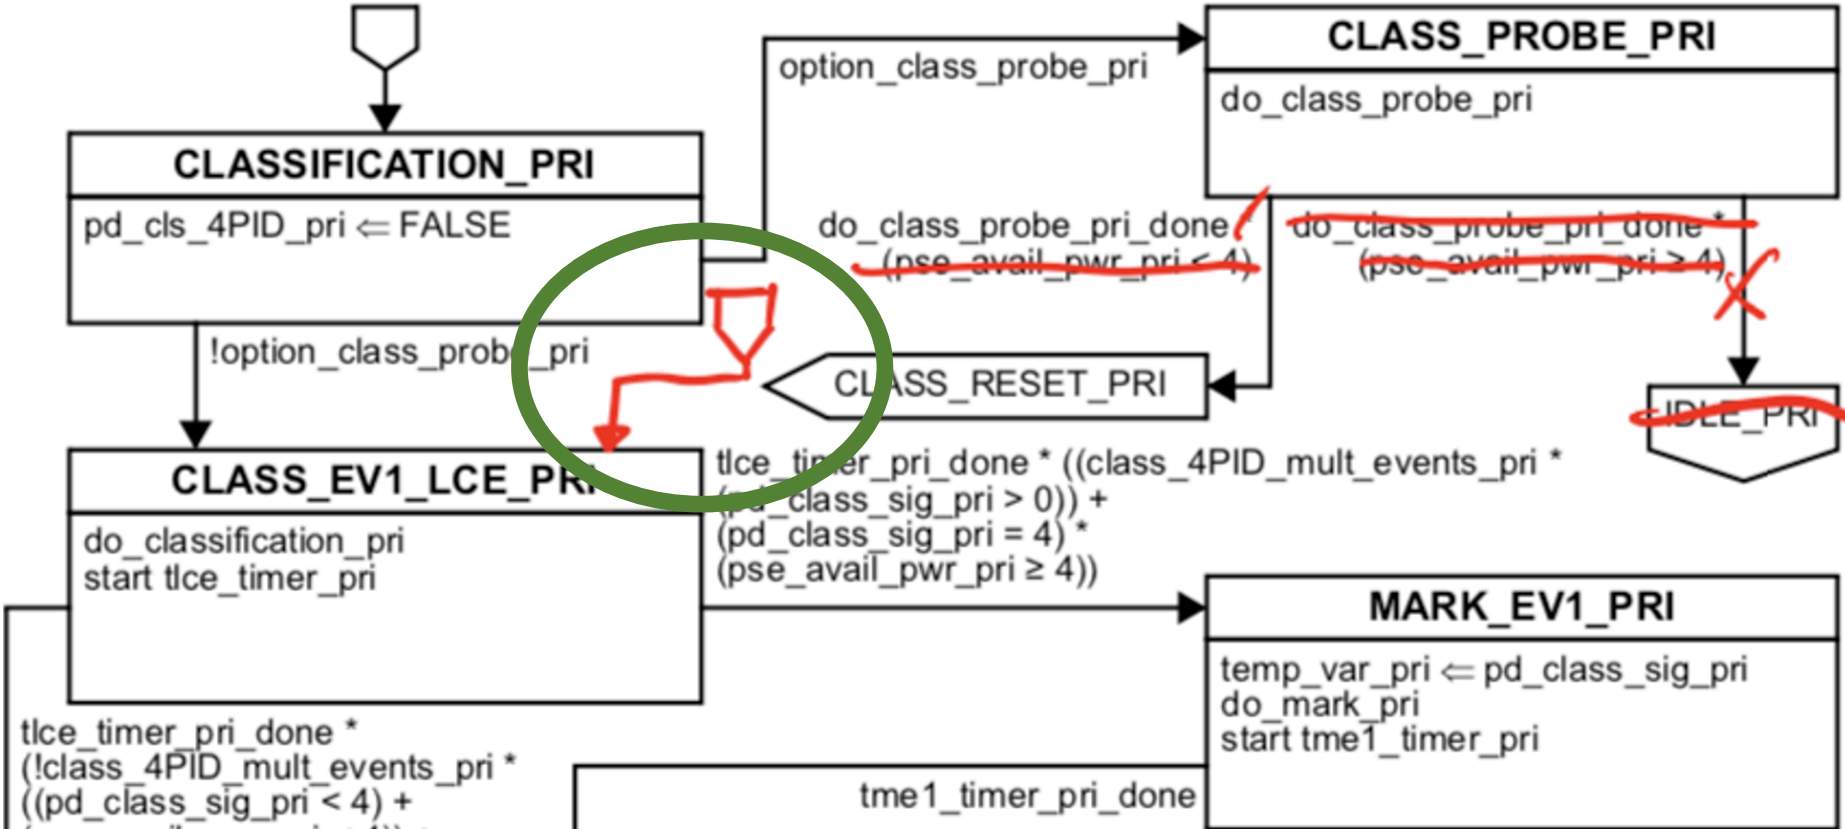 CLASS_PROBE_PRI
option_class_probe_pri
do_class_probe_pri
CLASSIFICATION_PRI
pd_cls_4PID_pri ⇐ FALSE
do_class_probe_pri_done *
(pse_avail_pwr_pri < 4)
do_class_probe_pri_done *
(pse_avail_pwr_pri ≥ 4)
!option_class_probe_pri
CLASS_RESET_PRI
IDLE_PRI
CLASS_EV1_LCE_PRI
tlce_timer_pri_done * ((class_4PID_mult_events_pri *
(pd_class_sig_pri > 0)) +
(pd_class_sig_pri = 4) *
(pse_avail_pwr_pri ≥ 4))
do_classification_pri
start tlce_timer_pri
MARK_EV1_PRI
temp_var_pri ⇐ pd_class_sig_pri
do_mark_pri
start tme1_timer_pri
tlce_timer_pri_done *
(!class_4PID_mult_events_pri *
((pd_class_sig_pri < 4) +
tme1_timer_pri_done